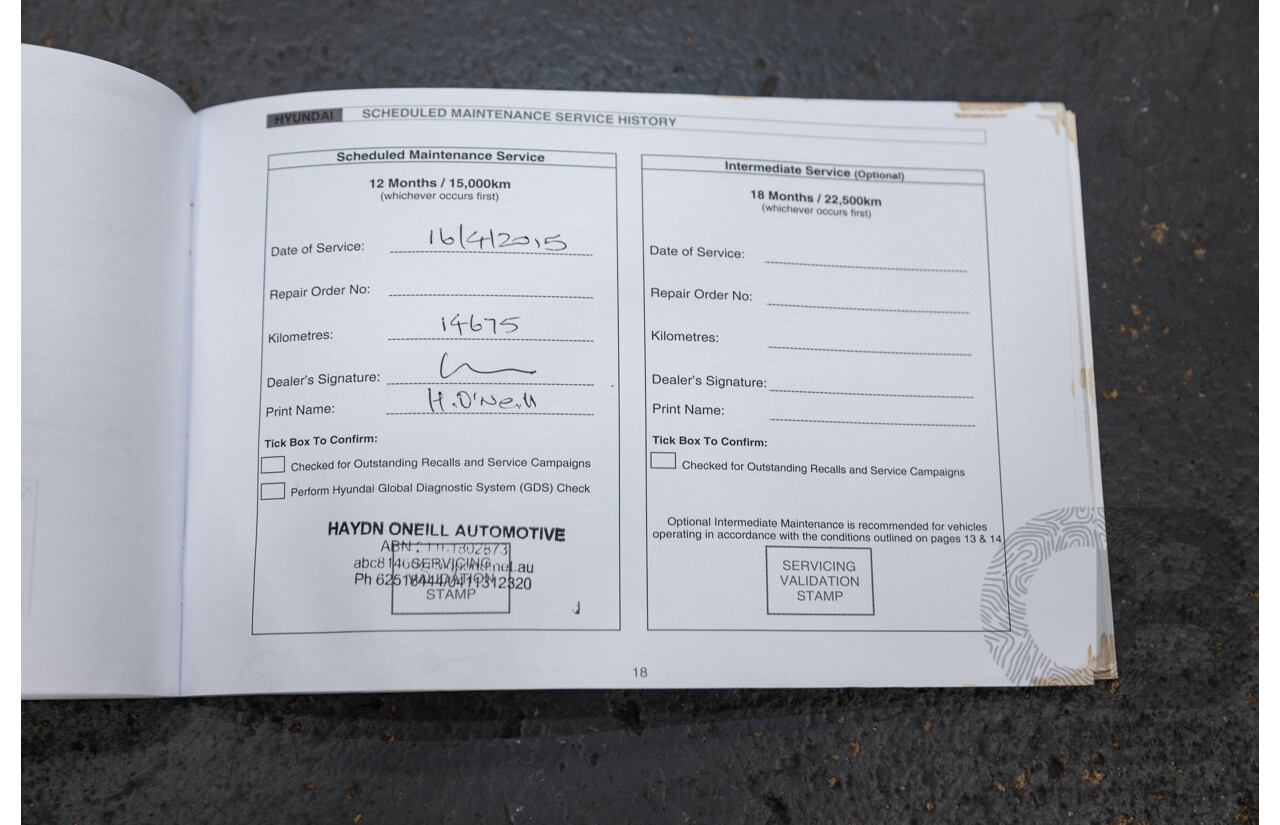 HYUNDAI SCHEDULED MAINTENANCE SERVICE HISTORY
Scheduled Maintenance Service
12 Months / 15,000km
(whichever occurs first)
Date of Service: 16/4/2015
Repair Order No:
Kilometres: 14675
Dealer's Signature:
Print Name: H.O'Neill
Tick Box To Confirm:
Checked for Outstanding Recalls and Service Campaigns
Perform Hyundai Global Diagnostic System (GDS) Check
HAYDN ONEILL AUTOMOTIVE
ABN
SERVICING
VALIDATION
STAMP
Ph
Intermediate Service (Optional)
18 Months / 22,500km
(whichever occurs first)
Date of Service:
Repair Order No:
Kilometres:
Dealer's Signature:
Print Name:
Tick Box To Confirm:
Checked for Outstanding Recalls and Service Campaigns
Optional Intermediate Maintenance is recommended for vehicles
operating in accordance with the conditions outlined on pages 13 & 14
SERVICING
VALIDATION
STAMP
18